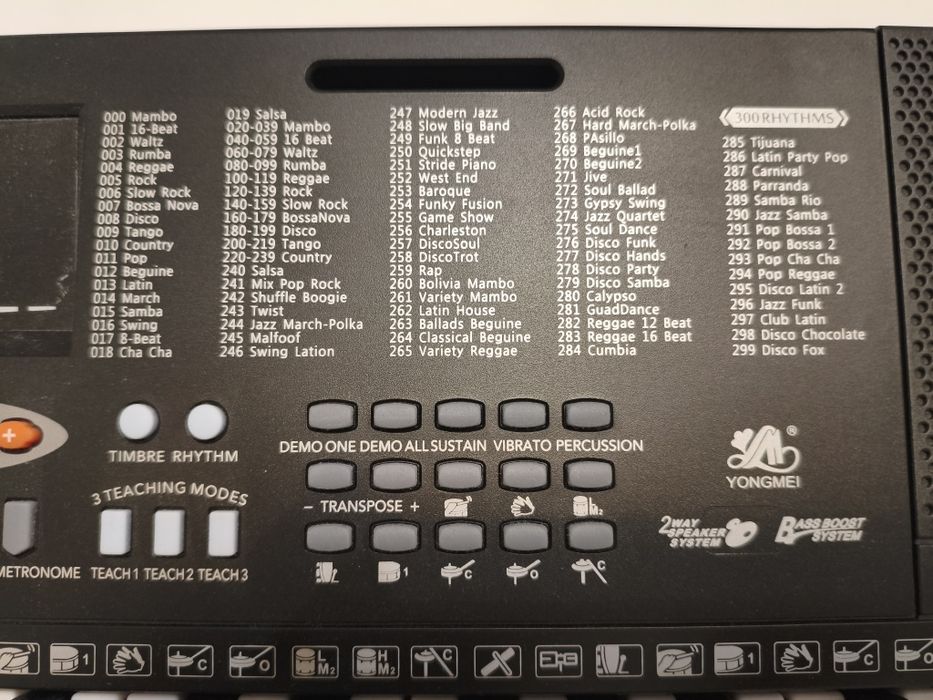 000 Mambo
001 16-Beat
002 Waltz
003 Rumba
004 Reggae
005 Rock
006 Slow Rock
007 Bossa Nova
008 Disco
009 Tango
010 Country
011 Pop
012 Beguine
013 Latin
014 March
015 Samba
016 Swing
017 8-Beat
018 Cha Cha
019 Salsa
020-039 Mambo
040-059 16 Beat
060-079 Waltz
080-099 Rumba
100-119 Reggae
120-139 Rock
140-159 Slow Rock
160-179 BossaNova
180-199 Disco
200-219 Tango
220-239 Country
240 Salsa
241 Mix Pop Rock
242 Shuffle Boogie
243 Twist
244 Jazz March-Polka
245 Malfoof
246 Swing Lation
247 Modern Jazz
248 Slow Big Band
249 Funk 8 Beat
250 Quickstep
251 Stride Piano
252 West End
253 Baroque
254 Funky Fusion
255 Game Show
256 Charleston
257 DiscoSoul
258 DiscoTrot
259 Rap
260 Bolivia Mambo
261 Variety Mambo
262 Latin House
263 Ballads Beguine
264 Classical Beguine
265 Variety Reggae
266 Acid Rock
267 Hard March-Polka
268 PAsillo
269 Beguine1
270 Beguine2
271 Jive
272 Soul Ballad
273 Gypsy Swing
274 Jazz Quartet
275 Soul Dance
276 Disco Funk
277 Disco Hands
278 Disco Party
279 Disco Samba
280 Calypso
281 GuadDance
282 Reggae 12 Beat
283 Reggae 16 Beat
284 Cumbia
300RHYTHMS
285 Tijuana
286 Latin Party Pop
287 Carnival
288 Parranda
289 Samba Rio
290 Jazz Samba
291 Pop Bossa 1
292 Pop Bossa 2
293 Pop Cha Cha
294 Pop Reggae
295 Disco Latin 2
296 Jazz Funk
297 Club Latin
298 Disco Chocolate
299 Disco Fox
+
TIMBRE RHYTHM
3 TEACHING MODES
METRONOME TEACH 1 TEACH 2 TEACH 3
DEMO ONE DEMO ALL SUSTAIN VIBRATO PERCUSSION
- TRANSPOSE + L M2
1 C O C
®
YONGMEI
2 WAY SPEAKER SYSTEM
BASS BOOST SYSTEM
1 C O L M2 H M2 C 1 C O